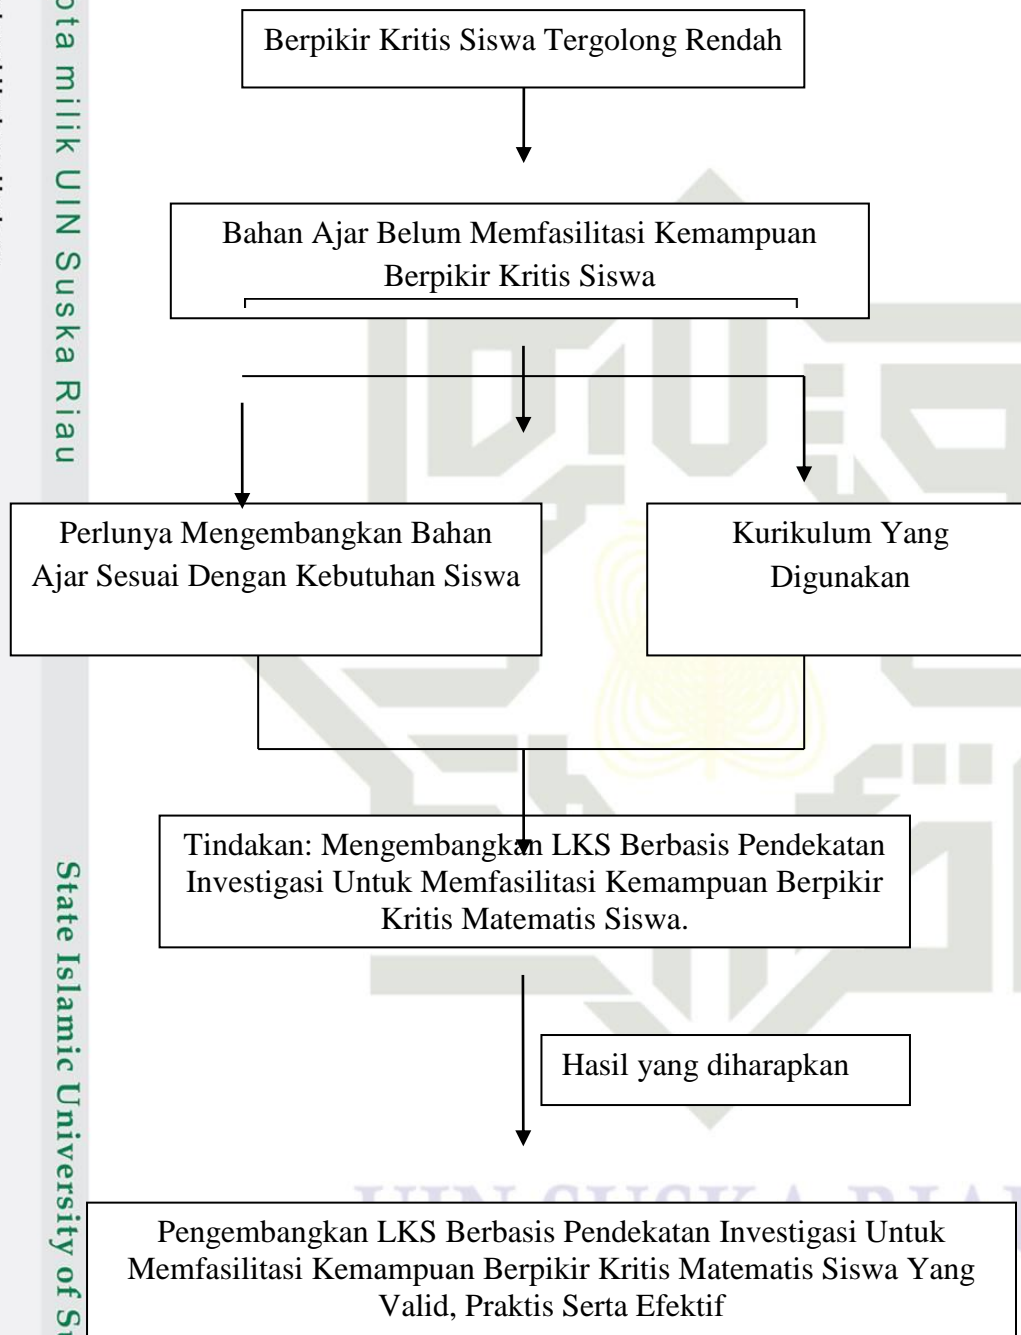 Berpikir Kritis Siswa Tergolong Rendah
Bahan Ajar Belum Memfasilitasi Kemampuan
Berpikir Kritis Siswa
Perlunya Mengembangkan Bahan
Ajar Sesuai Dengan Kebutuhan Siswa
Kurikulum Yang
Digunakan
Tindakan: Mengembangkan LKS Berbasis Pendekatan
Investigasi Untuk Memfasilitasi Kemampuan Berpikir
Kritis Matematis Siswa.
Hasil yang diharapkan
Pengembangkan LKS Berbasis Pendekatan Investigasi Untuk
Memfasilitasi Kemampuan Berpikir Kritis Matematis Siswa Yang
Valid, Praktis Serta Efektif
milik UIN Suska Riau
State Islamic University of
UIN SUSKA